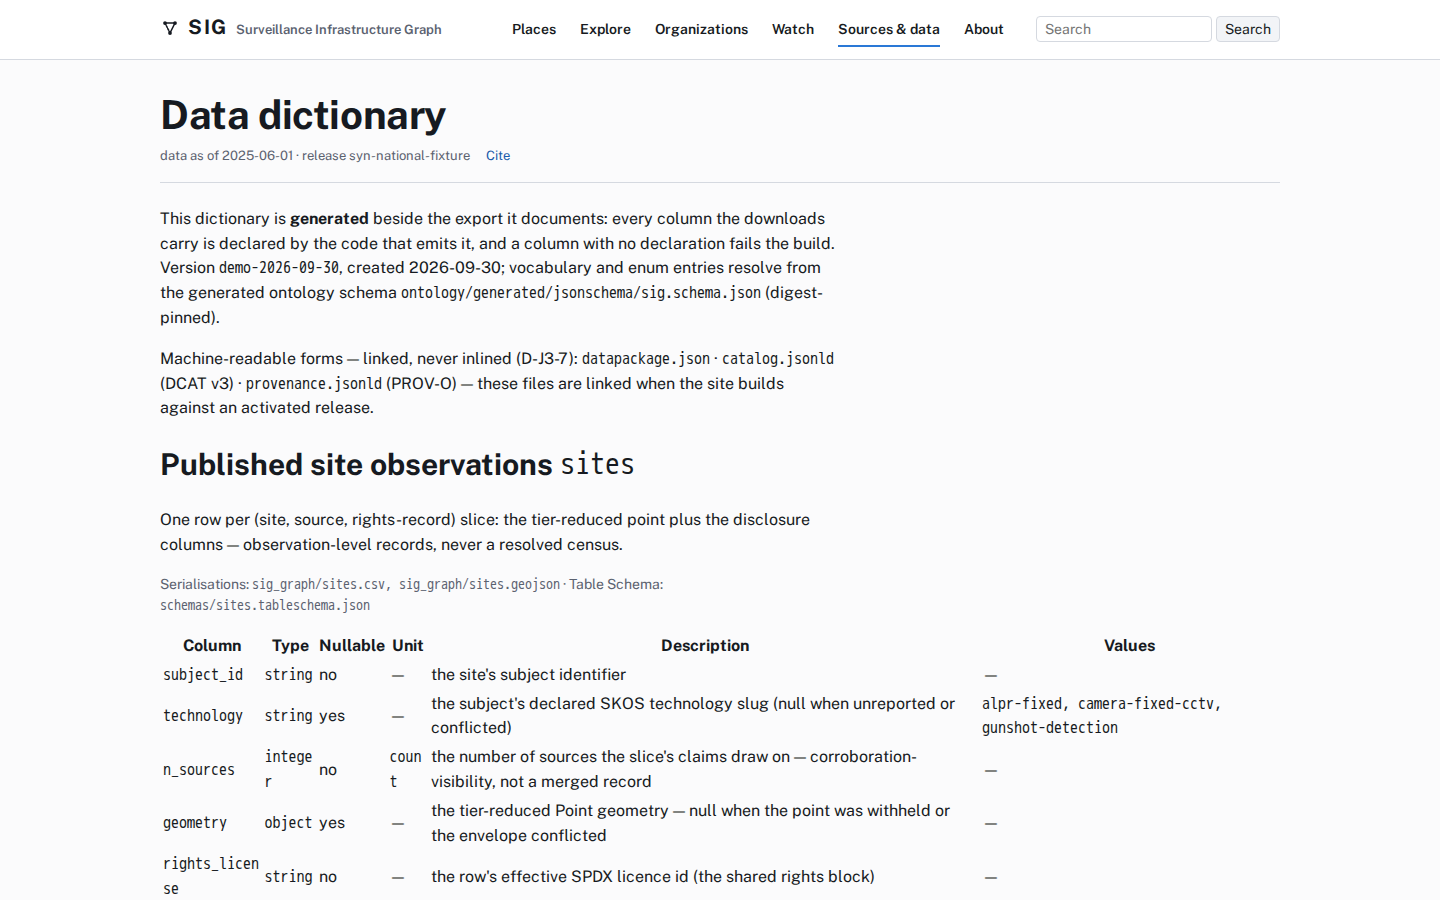 SIG Surveillance Infrastructure Graph Places Explore Organizations Watch Sources & data About Search Search
Data dictionary
data as of 2025-06-01 · release syn-national-fixture Cite
This dictionary is generated beside the export it documents: every column the downloads
carry is declared by the code that emits it, and a column with no declaration fails the build.
Version demo-2026-09-30, created 2026-09-30; vocabulary and enum entries resolve from
the generated ontology schema ontology/generated/jsonschema/sig.schema.json (digest-
pinned).
Machine-readable forms — linked, never inlined (D-J3-7): datapackage.json · catalog.jsonld
(DCAT v3) · provenance.jsonld (PROV-O) — these files are linked when the site builds
against an activated release.
Published site observations sites
One row per (site, source, rights-record) slice: the tier-reduced point plus the disclosure
columns — observation-level records, never a resolved census.
Serialisations: sig_graph/sites.csv, sig_graph/sites.geojson · Table Schema:
schemas/sites.tableschema.json
Column Type Nullable Unit Description Values
subject_id string no — the site's subject identifier —
technology string yes — the subject's declared SKOS technology slug (null when unreported or
conflicted) alpr-fixed, camera-fixed-cctv,
gunshot-detection
n_sources intege
r no coun
t the number of sources the slice's claims draw on — corroboration-
visibility, not a merged record —
geometry object yes — the tier-reduced Point geometry — null when the point was withheld or
the envelope conflicted —
rights_licen
se string no — the row's effective SPDX licence id (the shared rights block) —